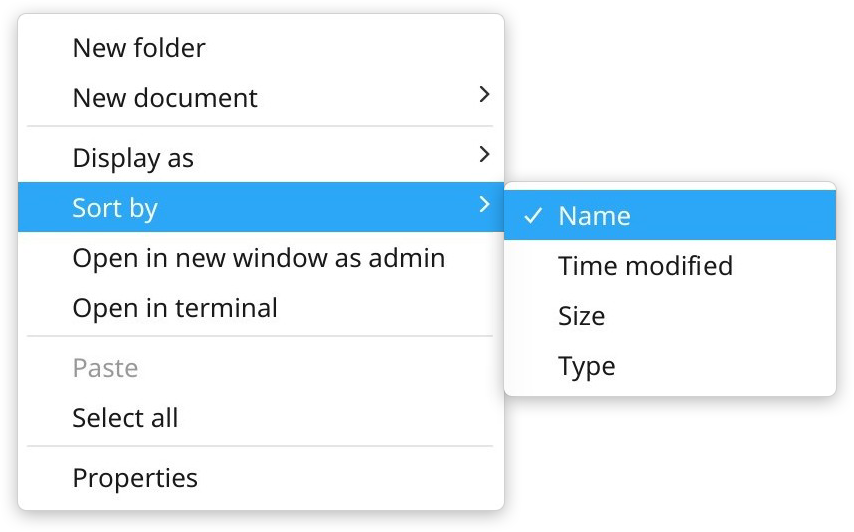 New folder
New document
Display as
Sort by
Open in new window as admin
Open in terminal
Paste
Select all
Properties
Name
Time modified
Size
Type